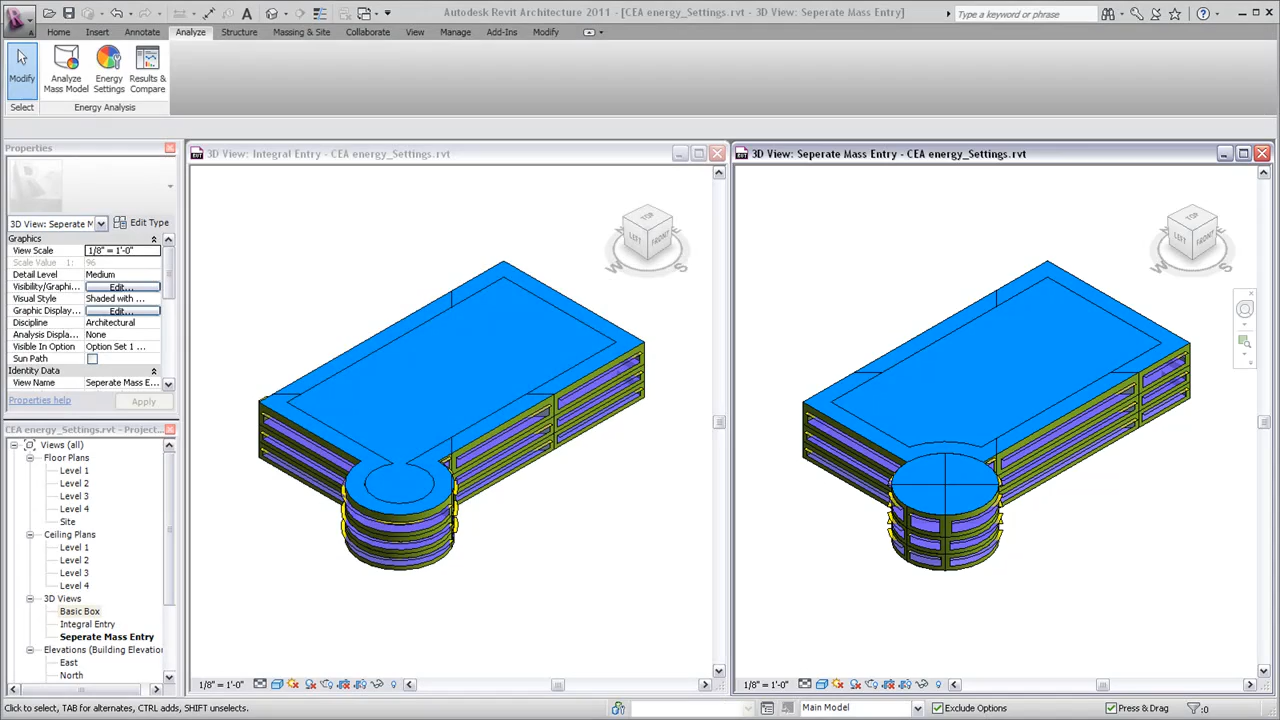 Autodesk Revit Architecture 2011 - [CEA energy_Settings.rvt - 3D View: Seperate Mass Entry]
Type a keyword or phrase
Home Insert Annotate Analyze Structure Massing & Site Collaborate View Manage Add-Ins Modify
Modify
Analyze Mass Model
Energy Settings
Results & Compare
Select
Energy Analysis
Properties
3D View: Seperate M
Edit Type
Graphics
View Scale 1/8" = 1'-0"
Scale Value 1: 96
Detail Level Medium
Visibility/Graphi... Edit...
Visual Style Shaded with ...
Graphic Display... Edit...
Discipline Architectural
Analysis Displa... None
Visible In Option Option Set 1 ...
Sun Path
Identity Data
View Name Seperate Mass E...
Properties help
Apply
CEA energy_Settings.rvt - Project...
Views (all)
Floor Plans
Level 1
Level 2
Level 3
Level 4
Site
Ceiling Plans
Level 1
Level 2
Level 3
Level 4
3D Views
Basic Box
Integral Entry
Seperate Mass Entry
Elevations (Building Elevation
East
North
3D View: Integral Entry - CEA energy_Settings.rvt
TOP
LEFT
FRONT
W
S
1/8" = 1'-0"
3D View: Seperate Mass Entry - CEA energy_Settings.rvt
TOP
LEFT
FRONT
W
S
1/8" = 1'-0"
Click to select, TAB for alternates, CTRL adds, SHIFT unselects.
Main Model
Exclude Options
Press & Drag
:0